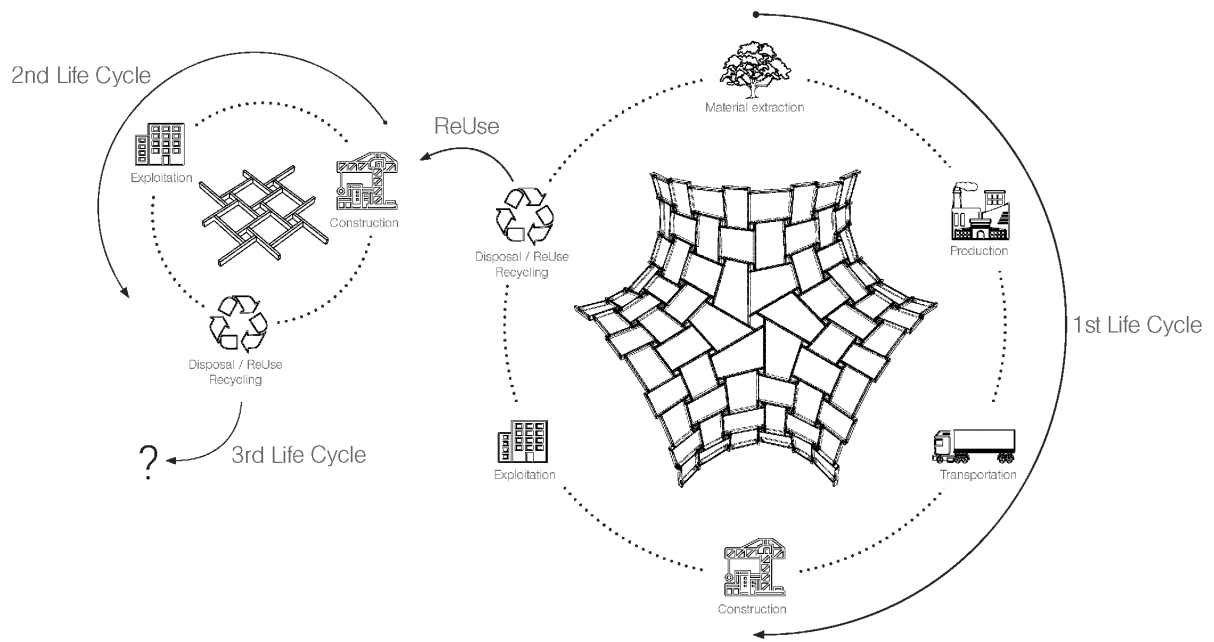 2nd Life Cycle
Exploitation
Construction
Disposal / ReUse
Recycling
3rd Life Cycle
?
ReUse
Material extraction
Production
1st Life Cycle
Transportation
Construction
Exploitation
Disposal / ReUse
Recycling